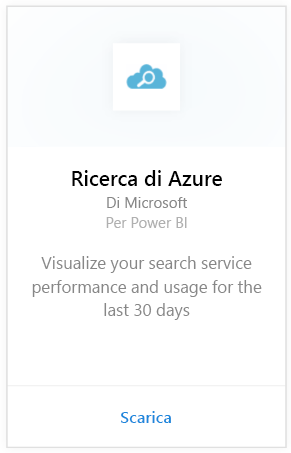 Ricerca di Azure
Di Microsoft
Per Power BI
Visualize your search service
performance and usage for the
last 30 days
Scarica